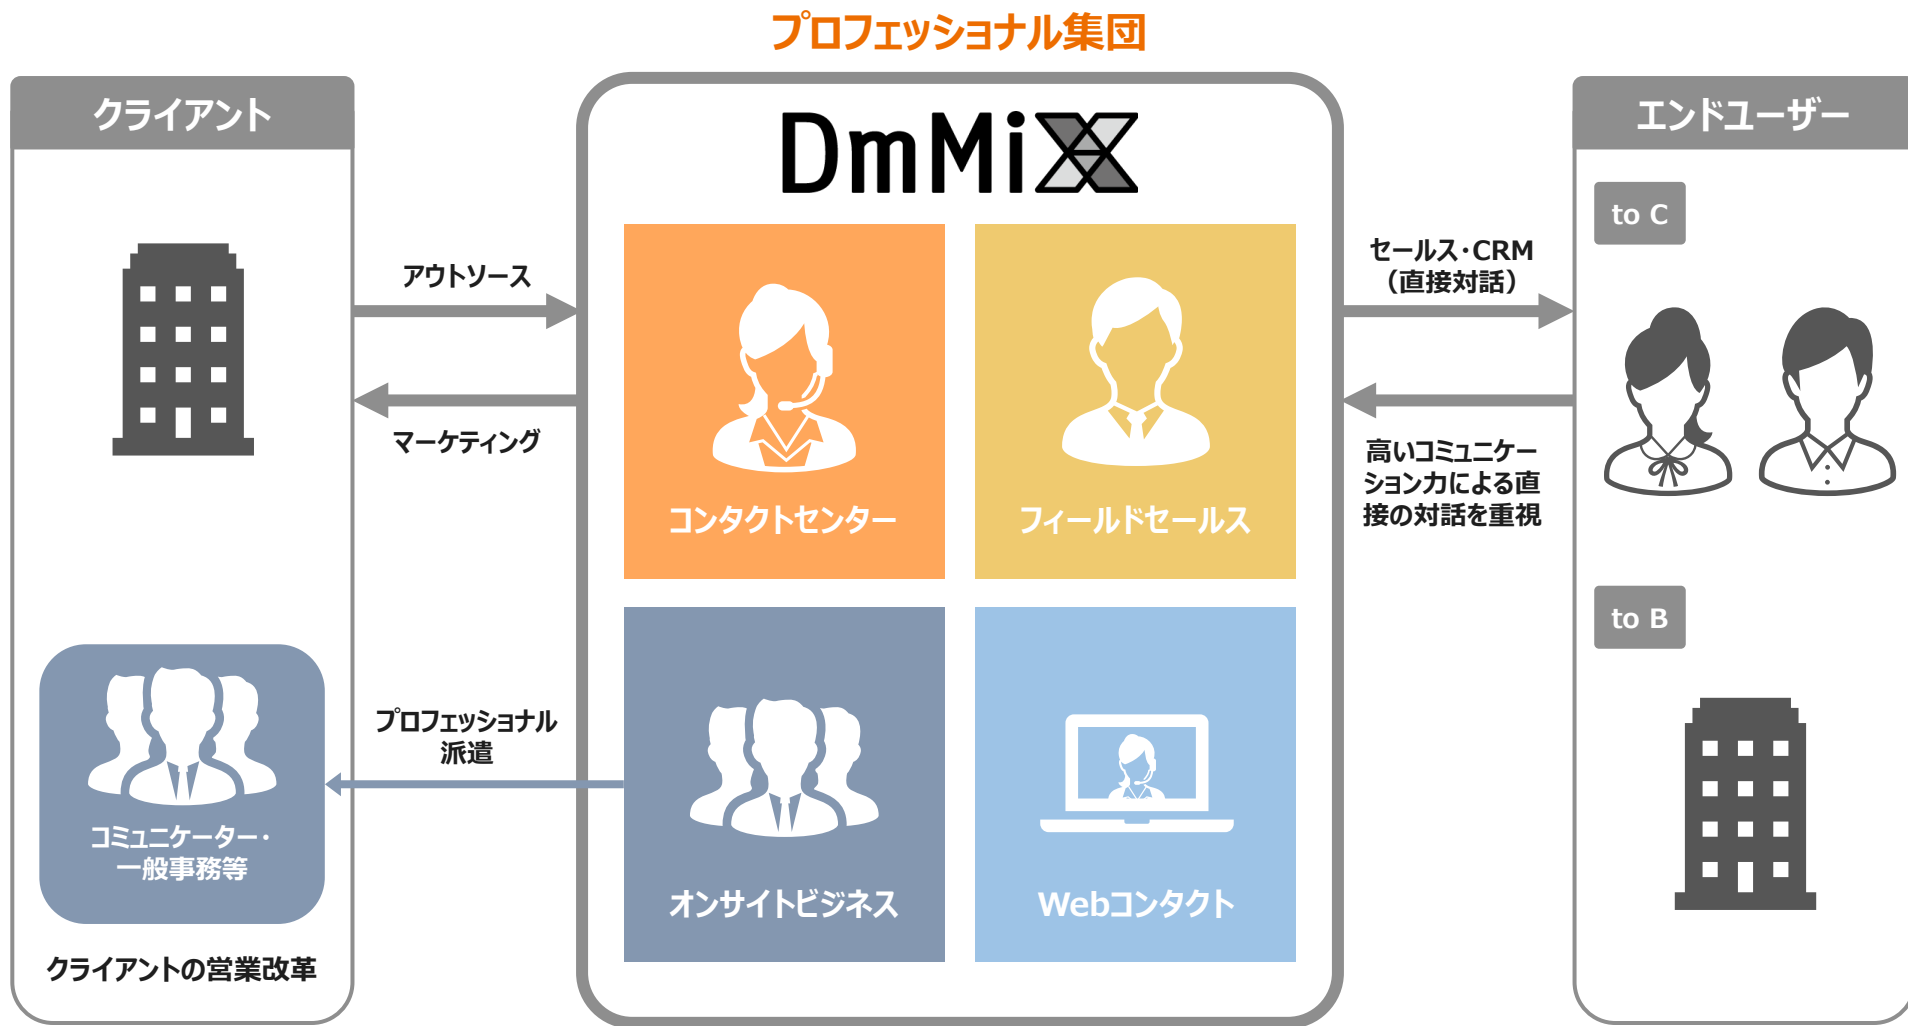 プロフェッショナル集団
クライアント
アウトソース
マーケティング
プロフェッショナル
派遣
コミュニケーター・
一般事務等
クライアントの営業改革
DmMiX
コンタクトセンター
フィールドセールス
オンサイトビジネス
Webコンタクト
セールス・CRM
（直接対話）
高いコミュニケー
ション力による直
接の対話を重視
エンドユーザー
to C
to B